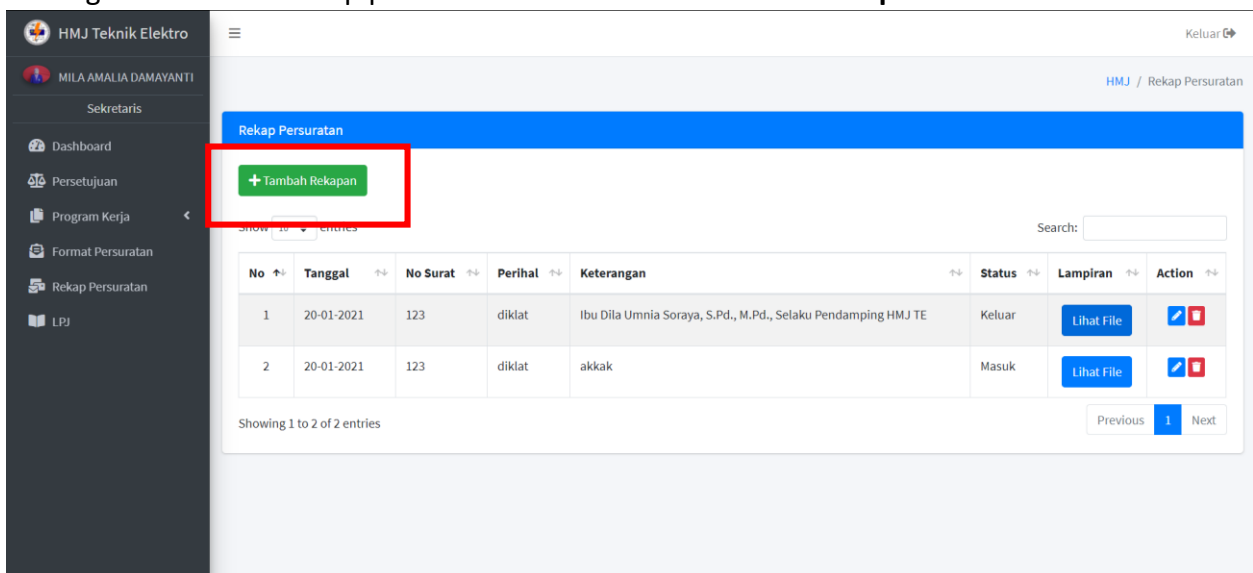 HMJ Teknik Elektro
Keluar
MILA AMALIA DAMAYANTI
HMJ / Rekap Persuratan
Sekretaris
Rekap Persuratan
Dashboard
Persetujuan
Program Kerja
Format Persuratan
Rekap Persuratan
LPJ
+ Tambah Rekapan
Show 10 entries
Search:
No Tanggal No Surat Perihal Keterangan Status Lampiran Action
1 20-01-2021 123 diklat Ibu Dila Umnia Soraya, S.Pd., M.Pd., Selaku Pendamping HMJ TE Keluar Lihat File
2 20-01-2021 123 diklat akkak Masuk Lihat File
Showing 1 to 2 of 2 entries
Previous 1 Next